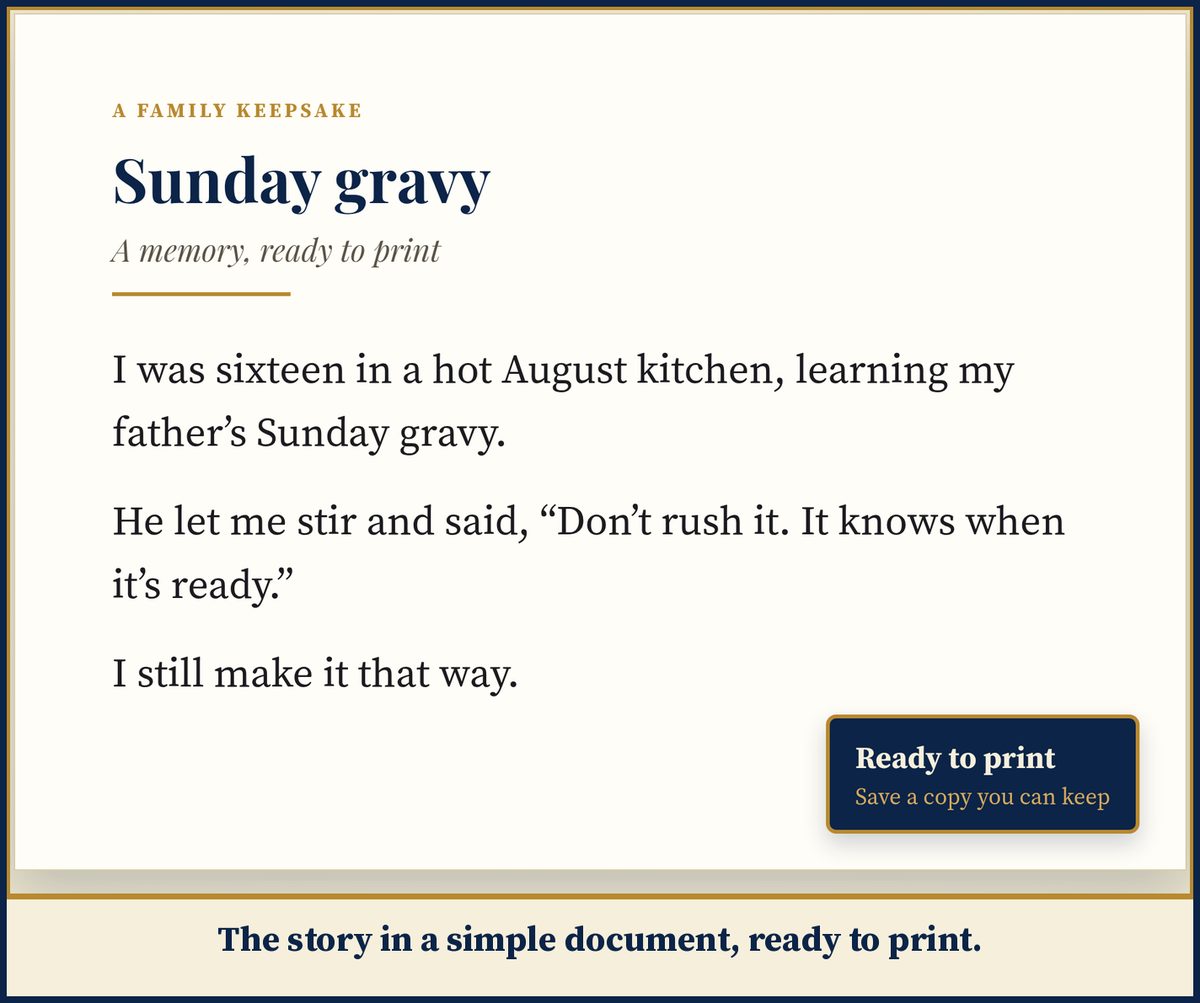 A FAMILY KEEPSAKE
Sunday gravy
A memory, ready to print
I was sixteen in a hot August kitchen, learning my
father’s Sunday gravy.
He let me stir and said, “Don’t rush it. It knows when
it’s ready.”
I still make it that way.
Ready to print
Save a copy you can keep
The story in a simple document, ready to print.